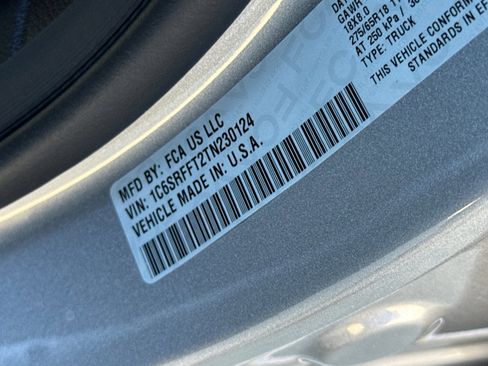 MFD BY: FCA US LLC
VIN: 1C6SRFFT2TN230124
VEHICLE MADE IN: U.S.A.
GAWR
18X8.0
275/65R18
AT 250 kPa /
TYPE: TRUCK
THIS VEHICLE CONFORMS
STANDARDS IN EF